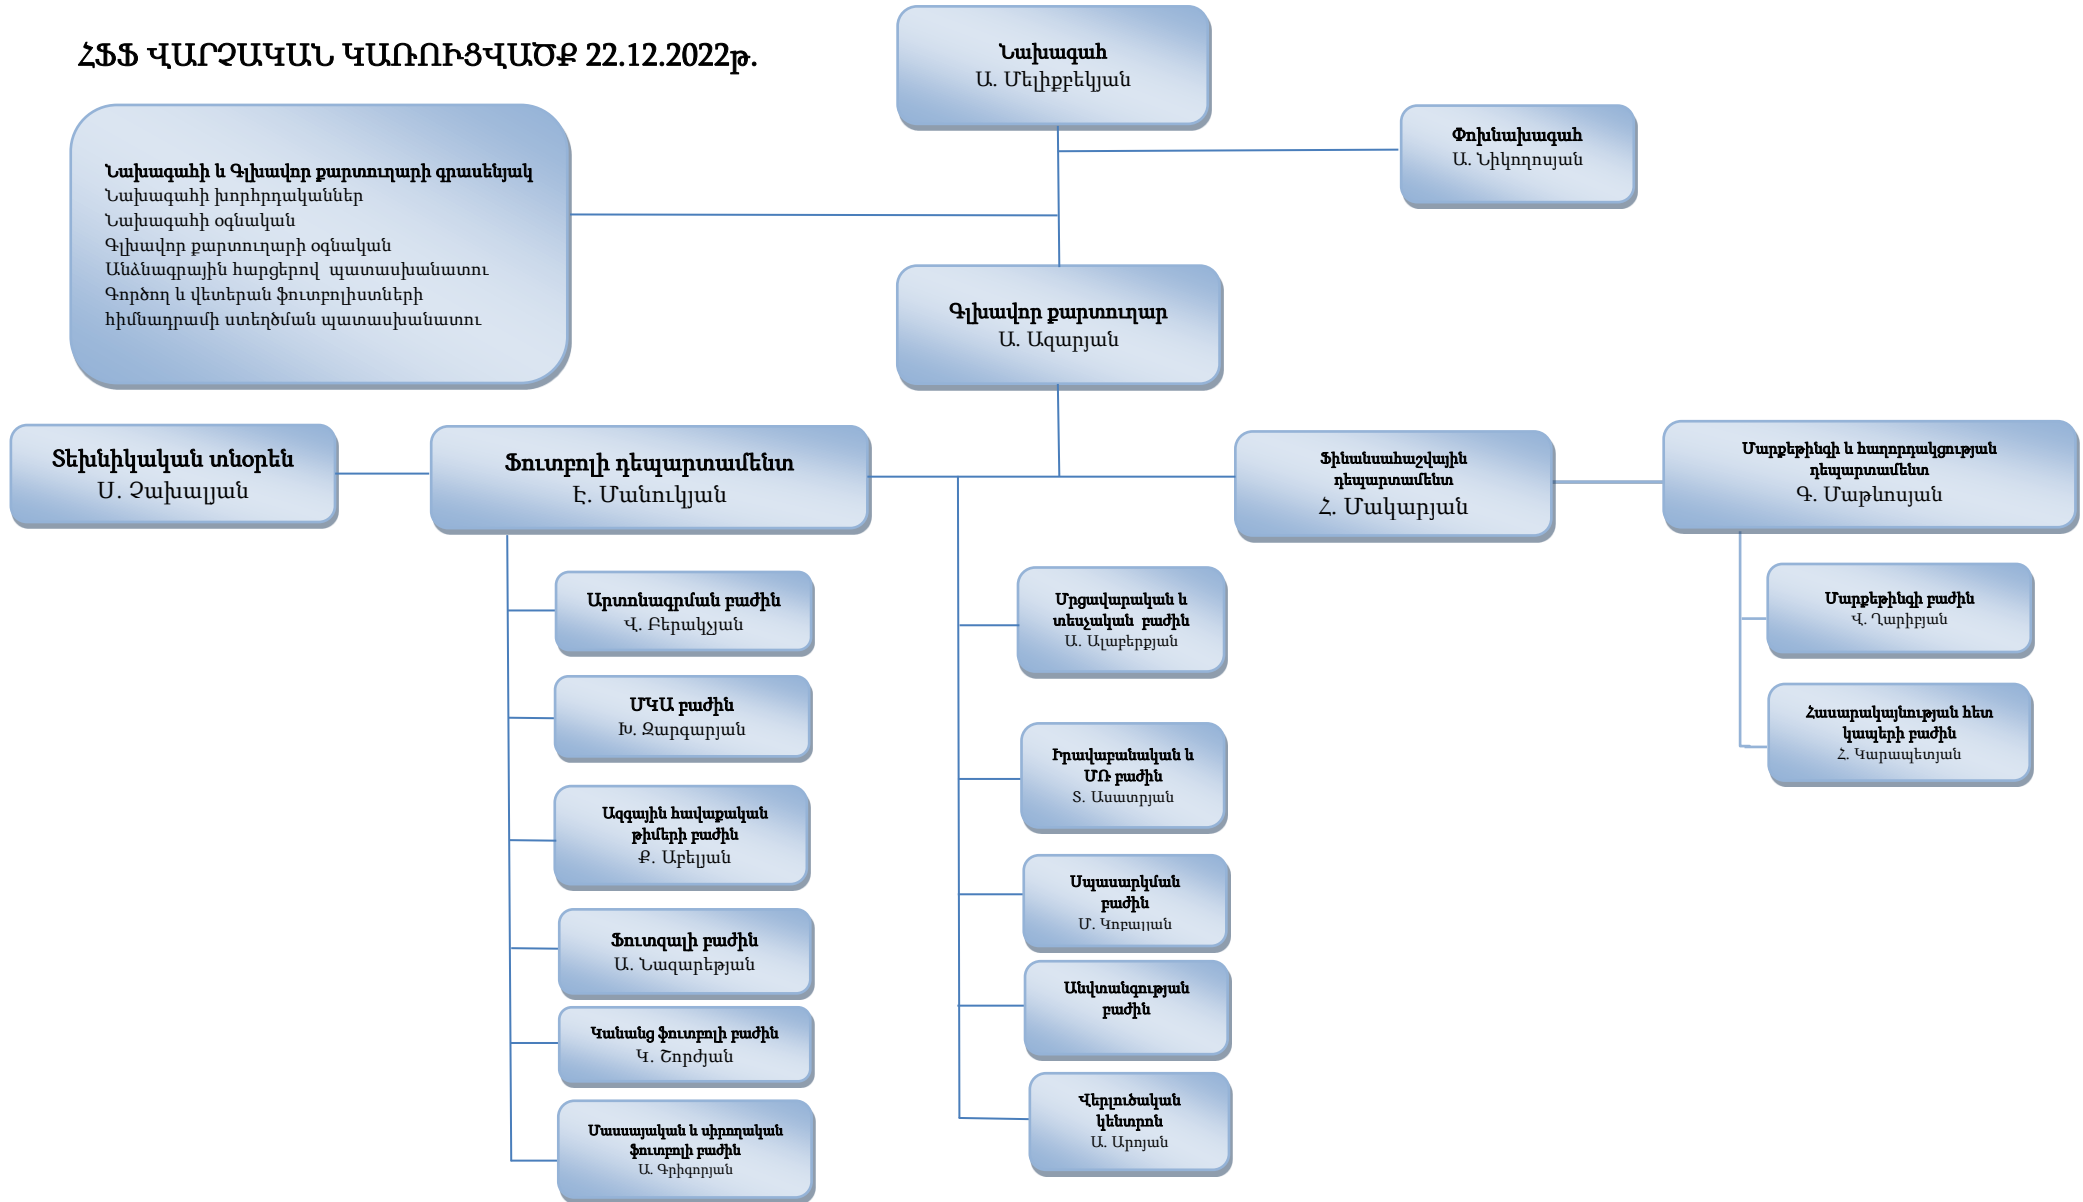 ՀՖՖ ՎԱՐՉԱԿԱՆ ԿԱՌՈՒՑՎԱԾՔ 22.12.2022թ.
Նախագահ
Ա. Մելիքբեկյան
Փոխնախագահ
Ա. Նիկողոսյան
Նախագահի և Գլխավոր քարտուղարի գրասենյակ
Նախագահի խորհրդականներ
Նախագահի օգնական
Գլխավոր քարտուղարի օգնական
Անձնագրային հարցերով պատասխանատու
Գործող և վետերան ֆուտբոլիստների
հիմնադրամի ստեղծման պատասխանատու
Գլխավոր քարտուղար
Ա. Ազարյան
Տեխնիկական տնօրեն
Ս. Չախալյան
Ֆուտբոլի դեպարտամենտ
Է. Մանուկյան
Ֆինանսահաշվային
դեպարտամենտ
Հ. Մակարյան
Մարքեթինգի և հաղորդակցության
դեպարտամենտ
Գ. Մաթևոսյան
Արտոնագրման բաժին
Վ. Բերակչյան
ՄԿԱ բաժին
Խ. Զարգարյան
Ազգային հավաքական
թիմերի բաժին
Ք. Աբելյան
Ֆուտզալի բաժին
Ա. Նազարեթյան
Կանանց ֆուտբոլի բաժին
Կ. Շորժյան
Մասսայական և սիրողական
ֆուտբոլի բաժին
Ա. Գրիգորյան
Մրցավարական և
տեսչական բաժին
Ա. Ալաբերքյան
Իրավաբանական և
ՄՌ բաժին
Տ. Ասատրյան
Սպասարկման
բաժին
Մ. Կոբալյան
Անվտանգության
բաժին
Վերլուծական
կենտրոն
Ա. Արոյան
Մարքեթինգի բաժին
Վ. Ղարիբյան
Հասարակայնության հետ
կապերի բաժին
Հ. Կարապետյան